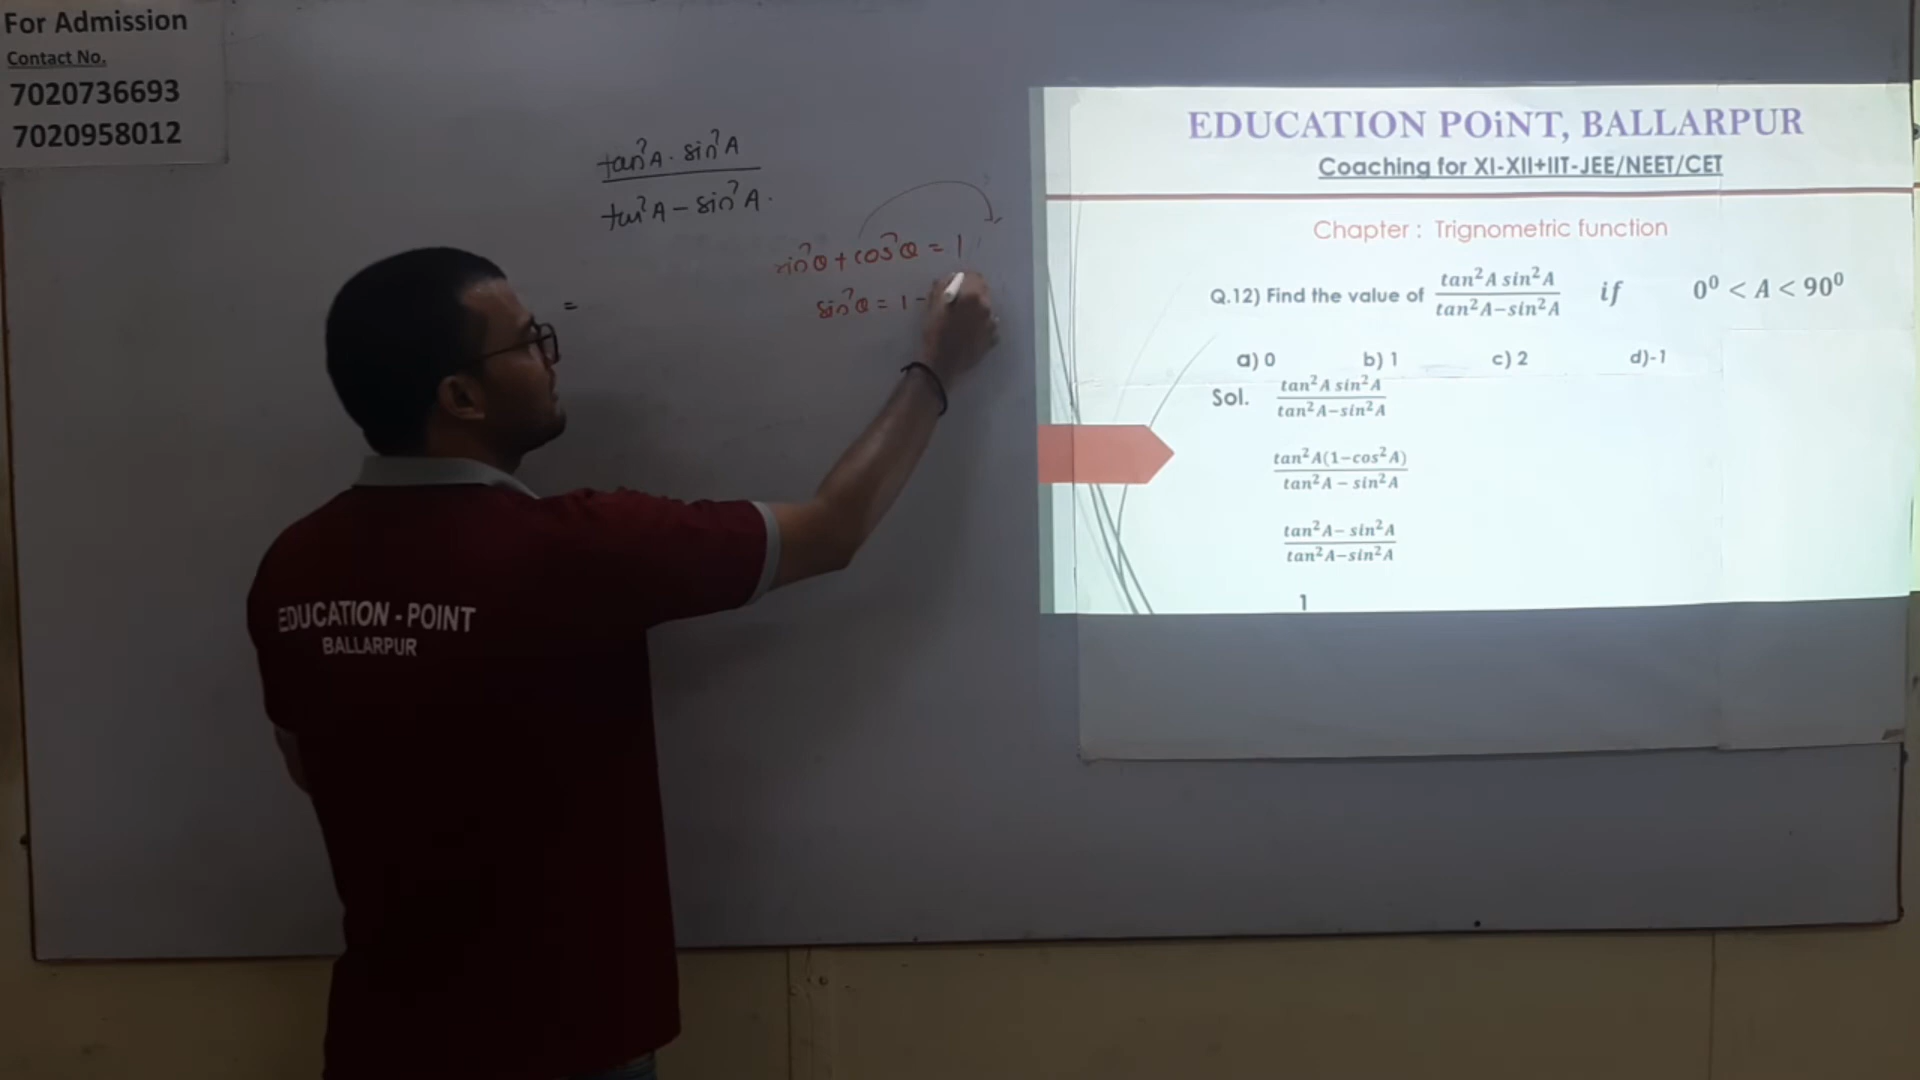 For Admission
Contact No.
7020736693
7020958012
tan²A · sin²A
tan²A − sin²A.
sin²θ + cos²θ = 1
sin²θ = 1 -
=
EDUCATION - POINT
BALLARPUR
EDUCATION POiNT, BALLARPUR
Coaching for XI-XII+IIT-JEE/NEET/CET
Chapter : Trignometric function
Q.12) Find the value of tan²A sin²A / tan²A−sin²A if 0⁰ < A < 90⁰
a) 0 b) 1 c) 2 d)-1
Sol. tan²A sin²A / tan²A−sin²A
tan²A(1−cos²A) / tan²A − sin²A
tan²A− sin²A / tan²A−sin²A
1